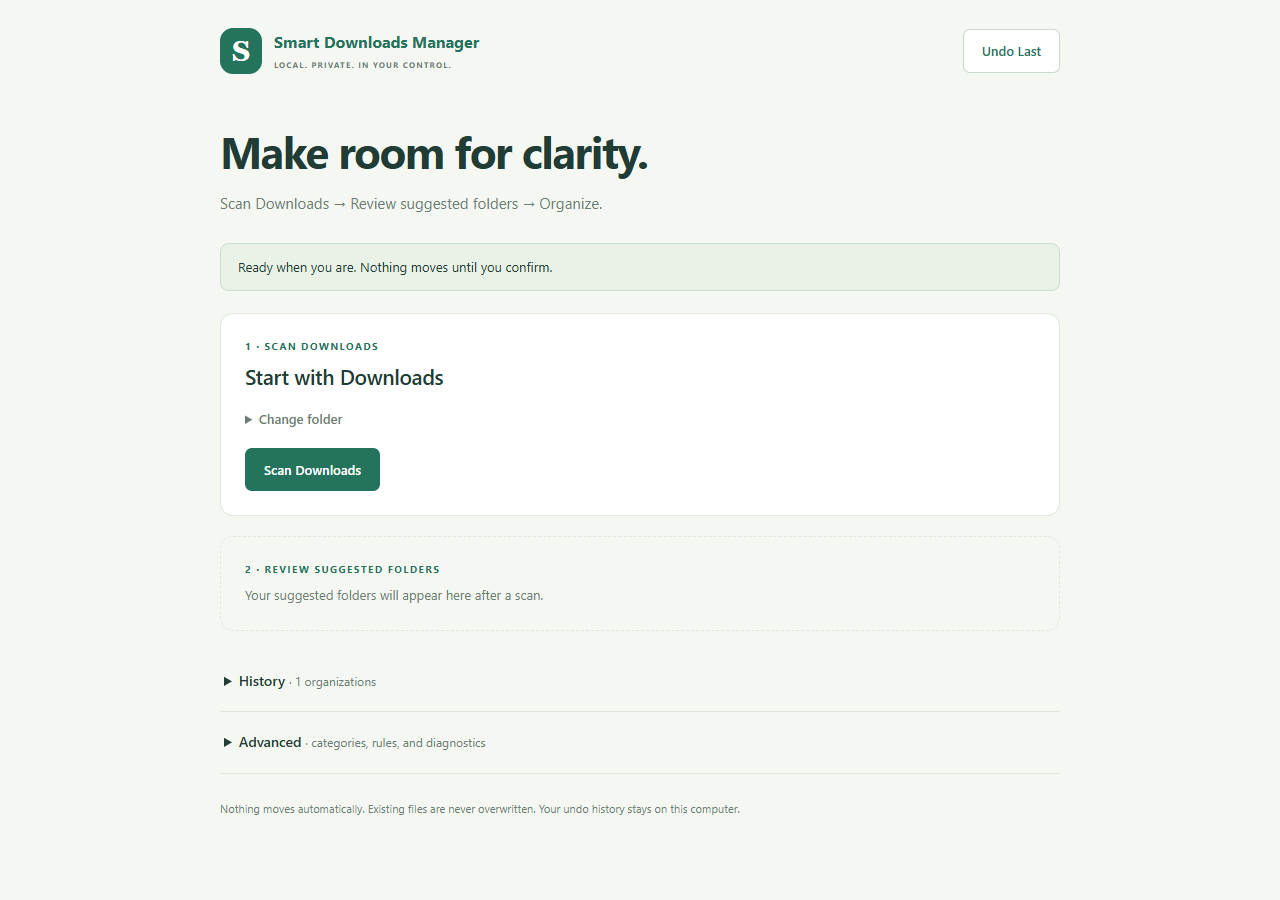 S
Smart Downloads Manager
LOCAL. PRIVATE. IN YOUR CONTROL.
Undo Last
Make room for clarity.
Scan Downloads → Review suggested folders → Organize.
Ready when you are. Nothing moves until you confirm.
1 · SCAN DOWNLOADS
Start with Downloads
Change folder
Scan Downloads
2 · REVIEW SUGGESTED FOLDERS
Your suggested folders will appear here after a scan.
History · 1 organizations
Advanced · categories, rules, and diagnostics
Nothing moves automatically. Existing files are never overwritten. Your undo history stays on this computer.